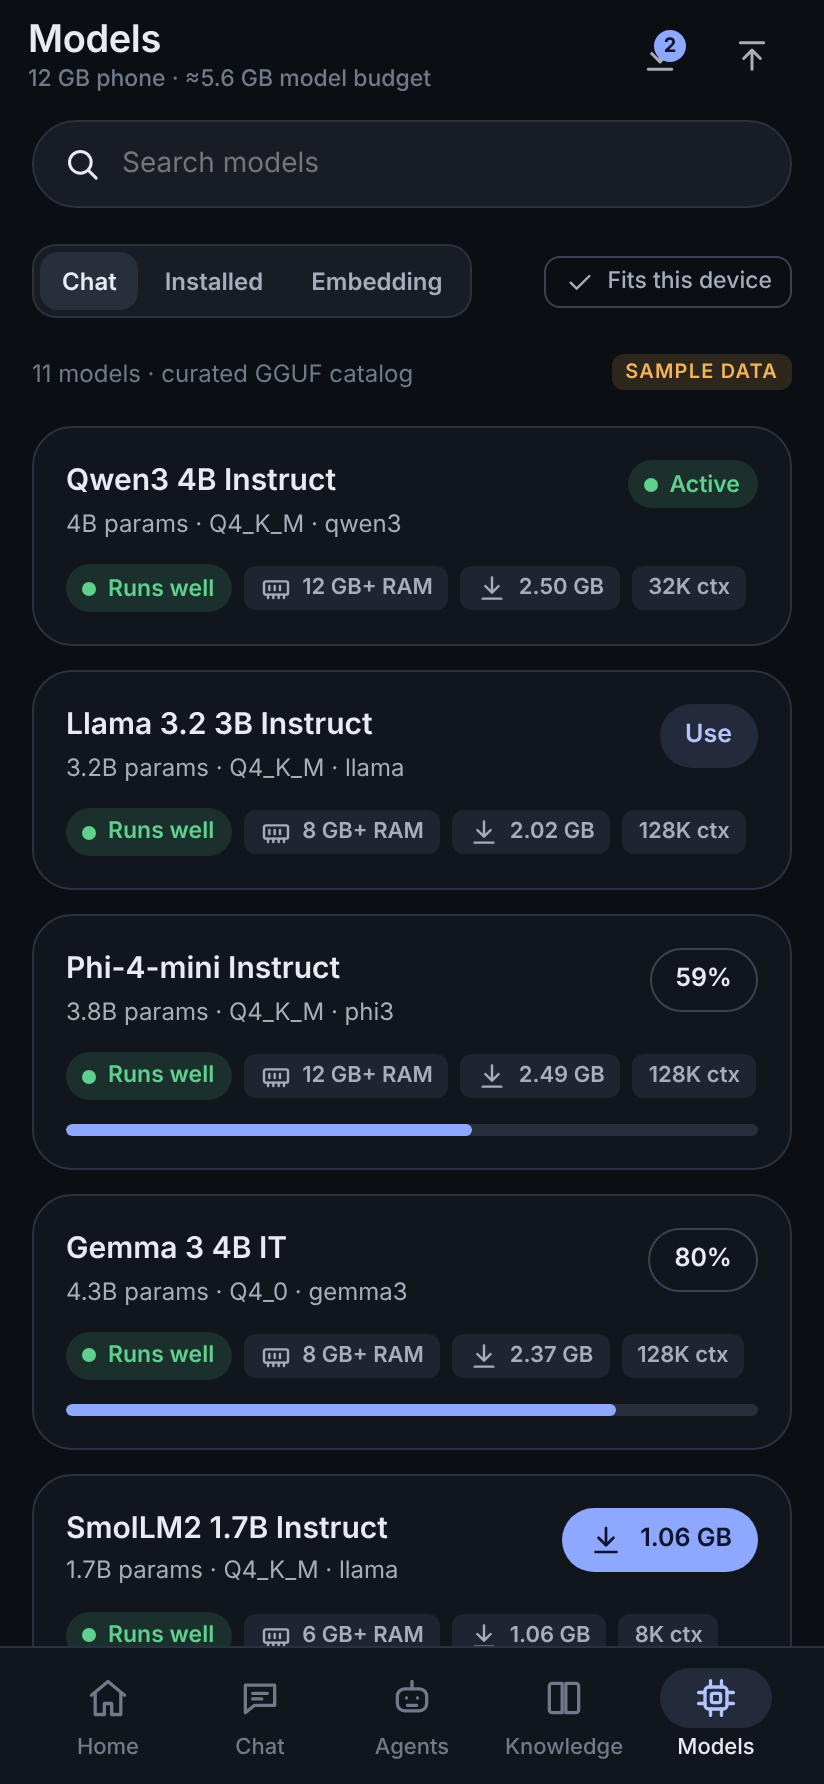 Models
12 GB phone · ≈5.6 GB model budget
2
Search models
Chat Installed Embedding Fits this device
11 models · curated GGUF catalog SAMPLE DATA
Qwen3 4B Instruct Active
4B params · Q4_K_M · qwen3
Runs well 12 GB+ RAM 2.50 GB 32K ctx
Llama 3.2 3B Instruct Use
3.2B params · Q4_K_M · llama
Runs well 8 GB+ RAM 2.02 GB 128K ctx
Phi-4-mini Instruct 59%
3.8B params · Q4_K_M · phi3
Runs well 12 GB+ RAM 2.49 GB 128K ctx
Gemma 3 4B IT 80%
4.3B params · Q4_0 · gemma3
Runs well 8 GB+ RAM 2.37 GB 128K ctx
SmolLM2 1.7B Instruct 1.06 GB
1.7B params · Q4_K_M · llama
Runs well 6 GB+ RAM 1.06 GB 8K ctx
Home Chat Agents Knowledge Models